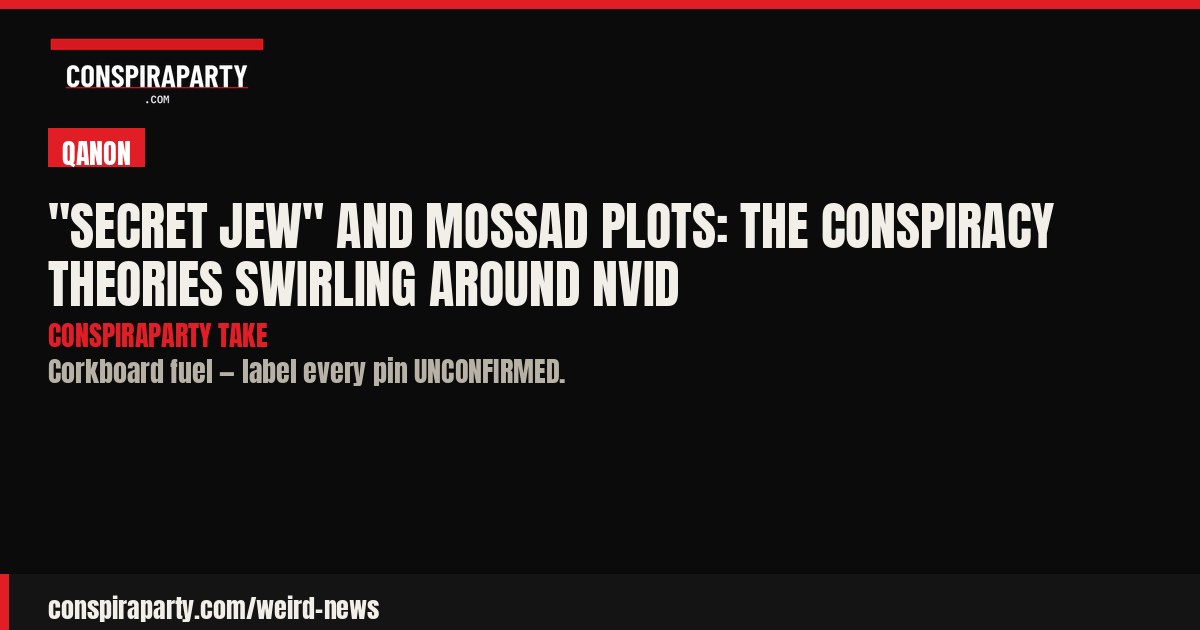 CONSPIRAPARTY
.COM
QANON
"SECRET JEW" AND MOSSAD PLOTS: THE CONSPIRACY
THEORIES SWIRLING AROUND NVID
CONSPIRAPARTY TAKE
Corkboard fuel — label every pin UNCONFIRMED.
conspiraparty.com/weird-news